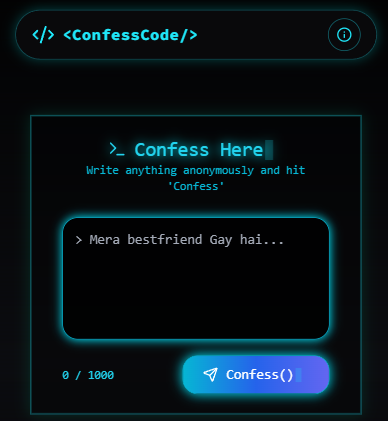 </> <ConfessCode/>
>_ Confess Here
Write anything anonymously and hit
'Confess'
> Mera bestfriend Gay hai...
0 / 1000
Confess()